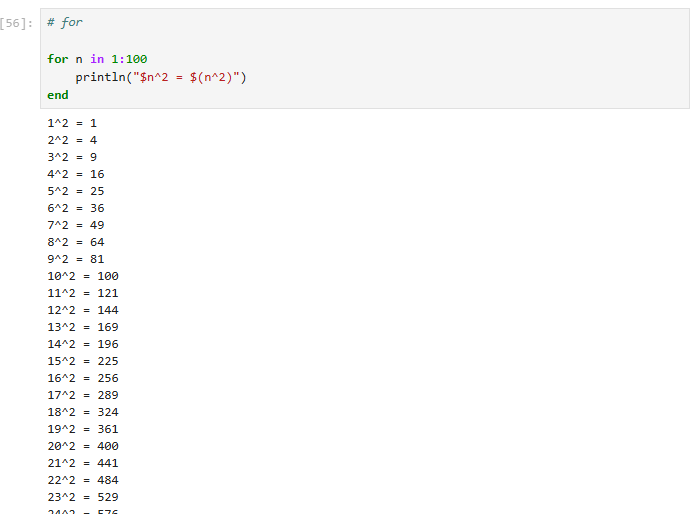 [56]:
# for
for n in 1:100
    println("$n^2 = $(n^2)")
end
1^2 = 1
2^2 = 4
3^2 = 9
4^2 = 16
5^2 = 25
6^2 = 36
7^2 = 49
8^2 = 64
9^2 = 81
10^2 = 100
11^2 = 121
12^2 = 144
13^2 = 169
14^2 = 196
15^2 = 225
16^2 = 256
17^2 = 289
18^2 = 324
19^2 = 361
20^2 = 400
21^2 = 441
22^2 = 484
23^2 = 529
24^2 = 576